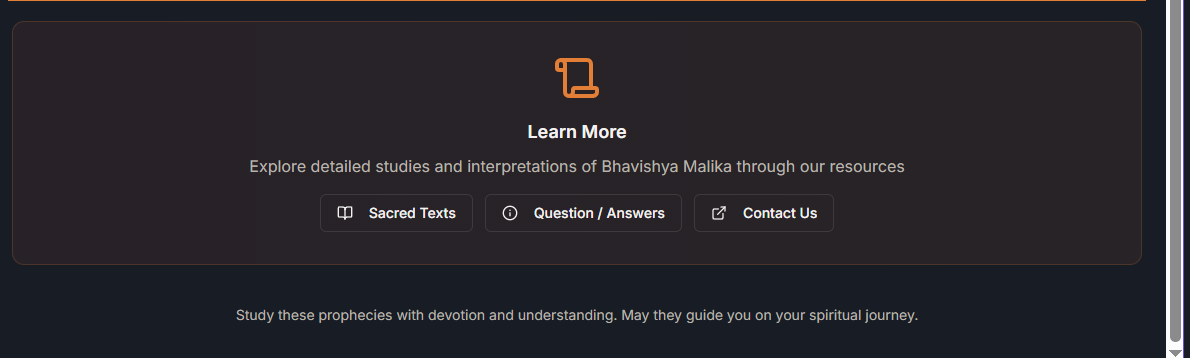 Learn More
Explore detailed studies and interpretations of Bhavishya Malika through our resources
Sacred Texts
Question / Answers
Contact Us
Study these prophecies with devotion and understanding. May they guide you on your spiritual journey.